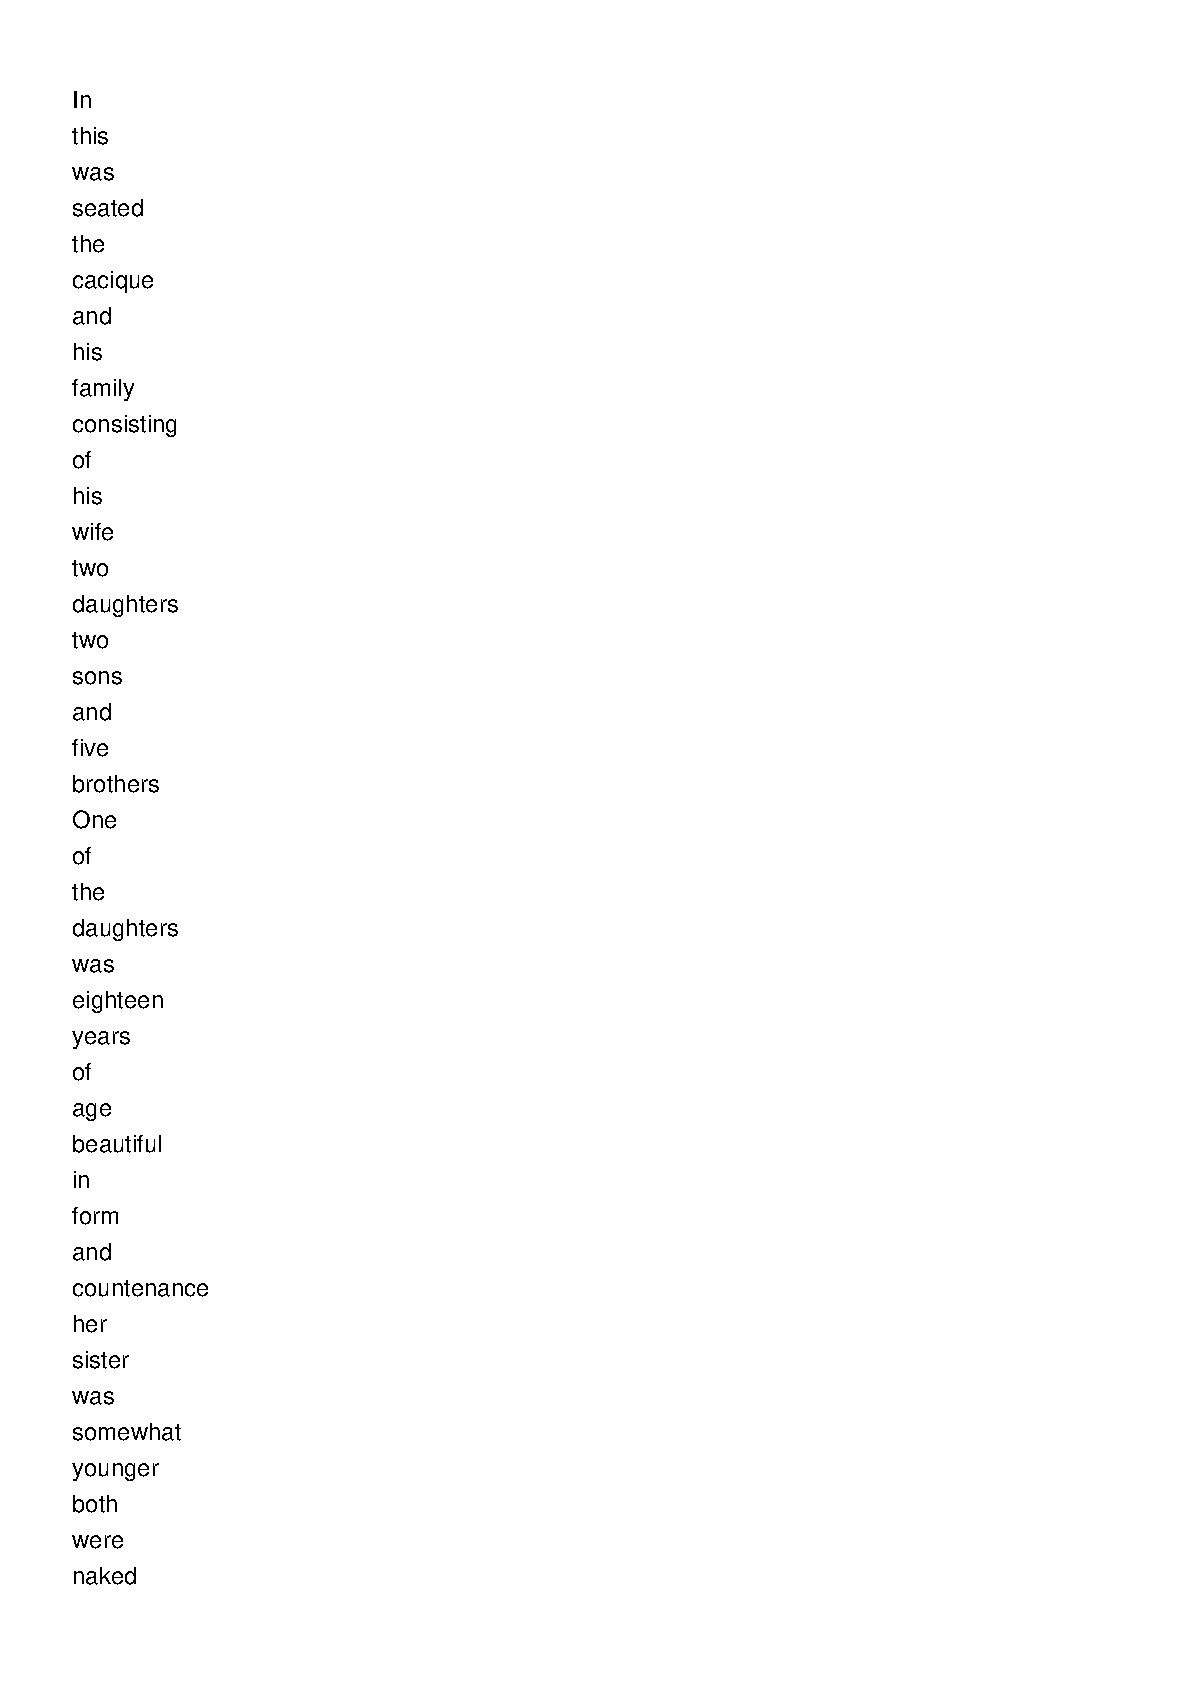 In
this
was
seated
the
cacique
and
his
family
consisting
of
his
wife
two
daughters
two
sons
and
five
brothers
One
of
the
daughters
was
eighteen
years
of
age
beautiful
in
form
and
countenance
her
sister
was
somewhat
younger
both
were
naked